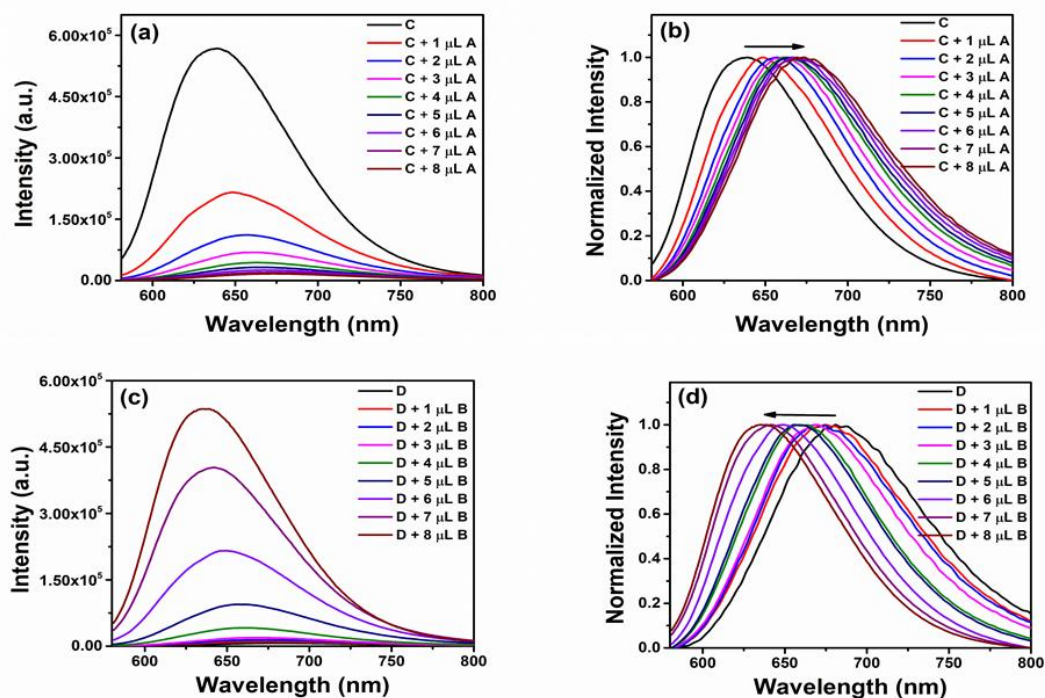 (a)
C
C + 1 μL A
C + 2 μL A
C + 3 μL A
C + 4 μL A
C + 5 μL A
C + 6 μL A
C + 7 μL A
C + 8 μL A
Intensity (a.u.)
6.00x10⁵
4.50x10⁵
3.00x10⁵
1.50x10⁵
0.00
600 650 700 750 800
Wavelength (nm)
(b)
C
C + 1 μL A
C + 2 μL A
C + 3 μL A
C + 4 μL A
C + 5 μL A
C + 6 μL A
C + 7 μL A
C + 8 μL A
Normalized Intensity
1.0
0.8
0.6
0.4
0.2
0.0
600 650 700 750 800
Wavelength (nm)
(c)
D
D + 1 μL B
D + 2 μL B
D + 3 μL B
D + 4 μL B
D + 5 μL B
D + 6 μL B
D + 7 μL B
D + 8 μL B
Intensity (a.u.)
6.00x10⁵
4.50x10⁵
3.00x10⁵
1.50x10⁵
0.00
600 650 700 750 800
Wavelength (nm)
(d)
D
D + 1 μL B
D + 2 μL B
D + 3 μL B
D + 4 μL B
D + 5 μL B
D + 6 μL B
D + 7 μL B
D + 8 μL B
Normalized Intensity
1.0
0.8
0.6
0.4
0.2
0.0
600 650 700 750 800
Wavelength (nm)